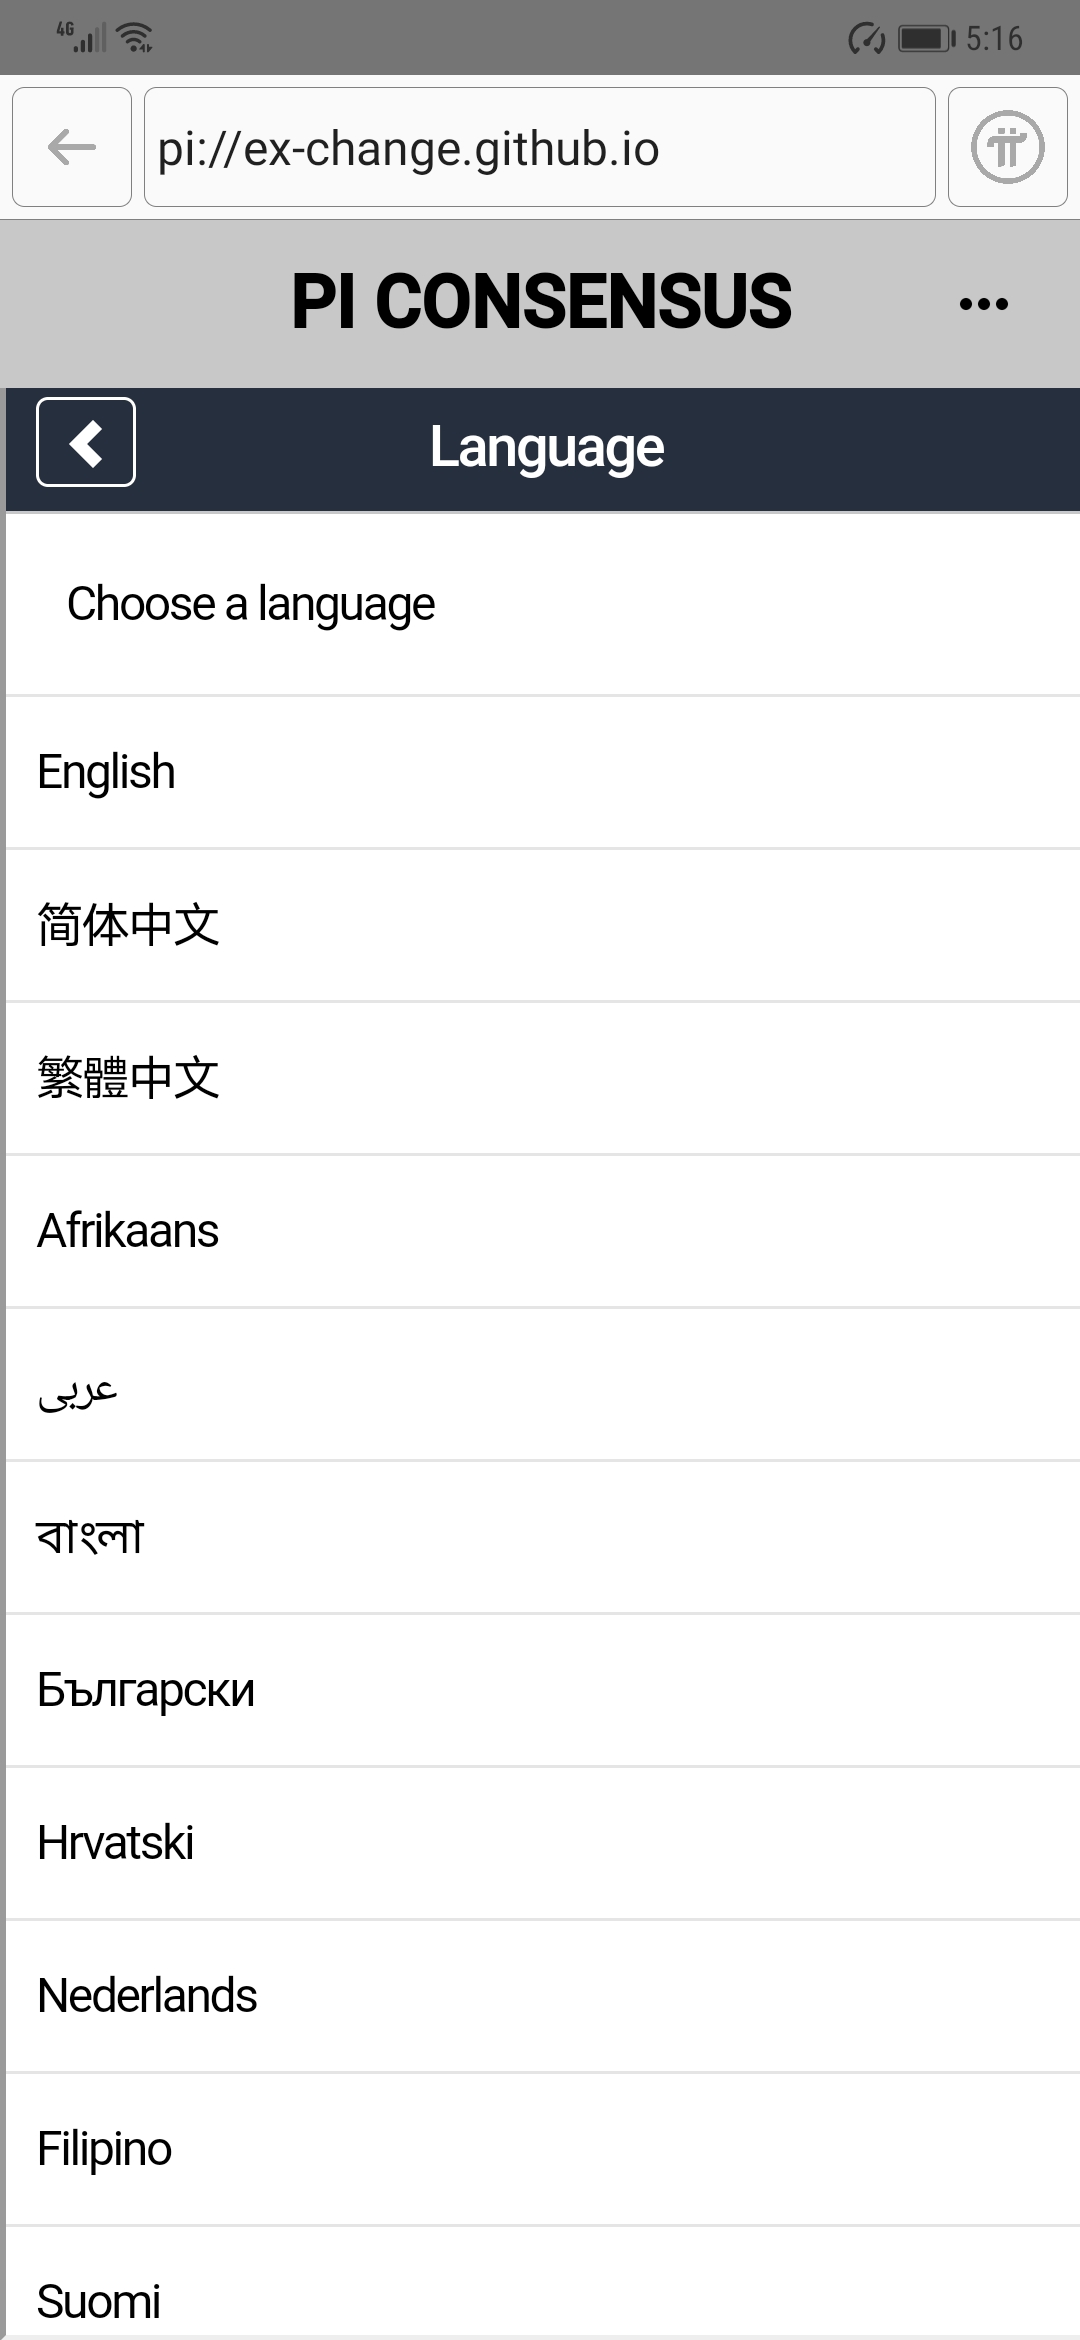 4G
5:16
pi://ex-change.github.io
PI CONSENSUS
Language
Choose a language
English
简体中文
繁體中文
Afrikaans
عربى
বাংলা
Български
Hrvatski
Nederlands
Filipino
Suomi